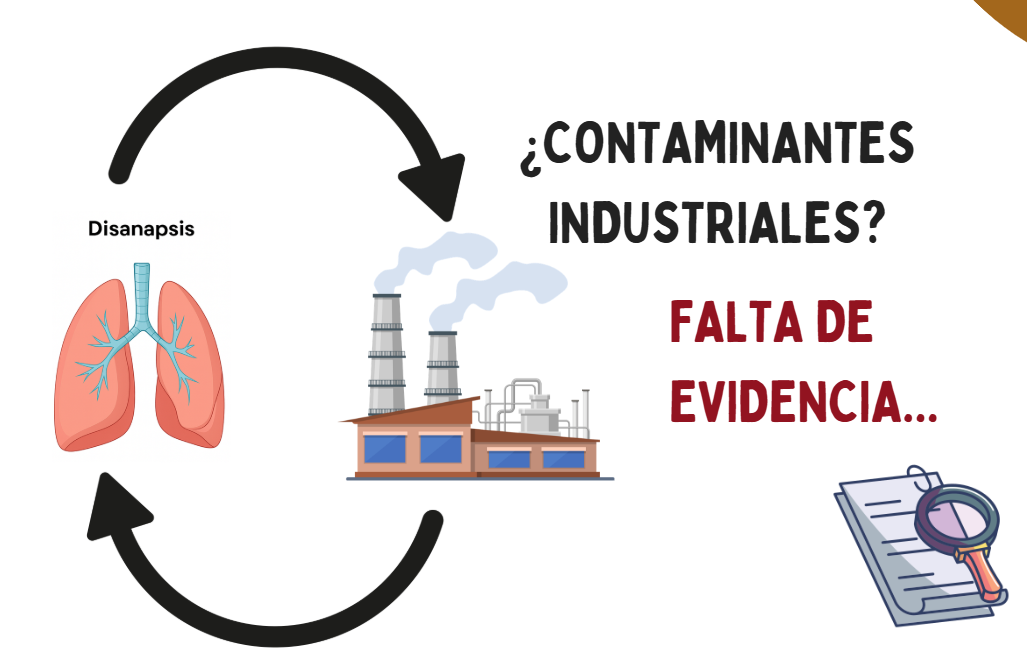 ¿CONTAMINANTES
INDUSTRIALES?
Disanapsis
FALTA DE
EVIDENCIA...